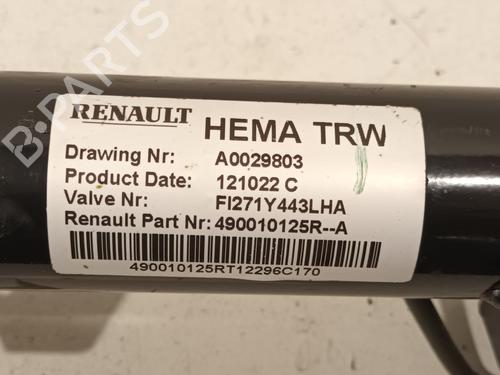 B-PARTS
RENAULT HEMA TRW
Drawing Nr: A0029803
Product Date: 121022 C
Valve Nr: FI271Y443LHA
Renault Part Nr: 490010125R--A
490010125RT12296C170